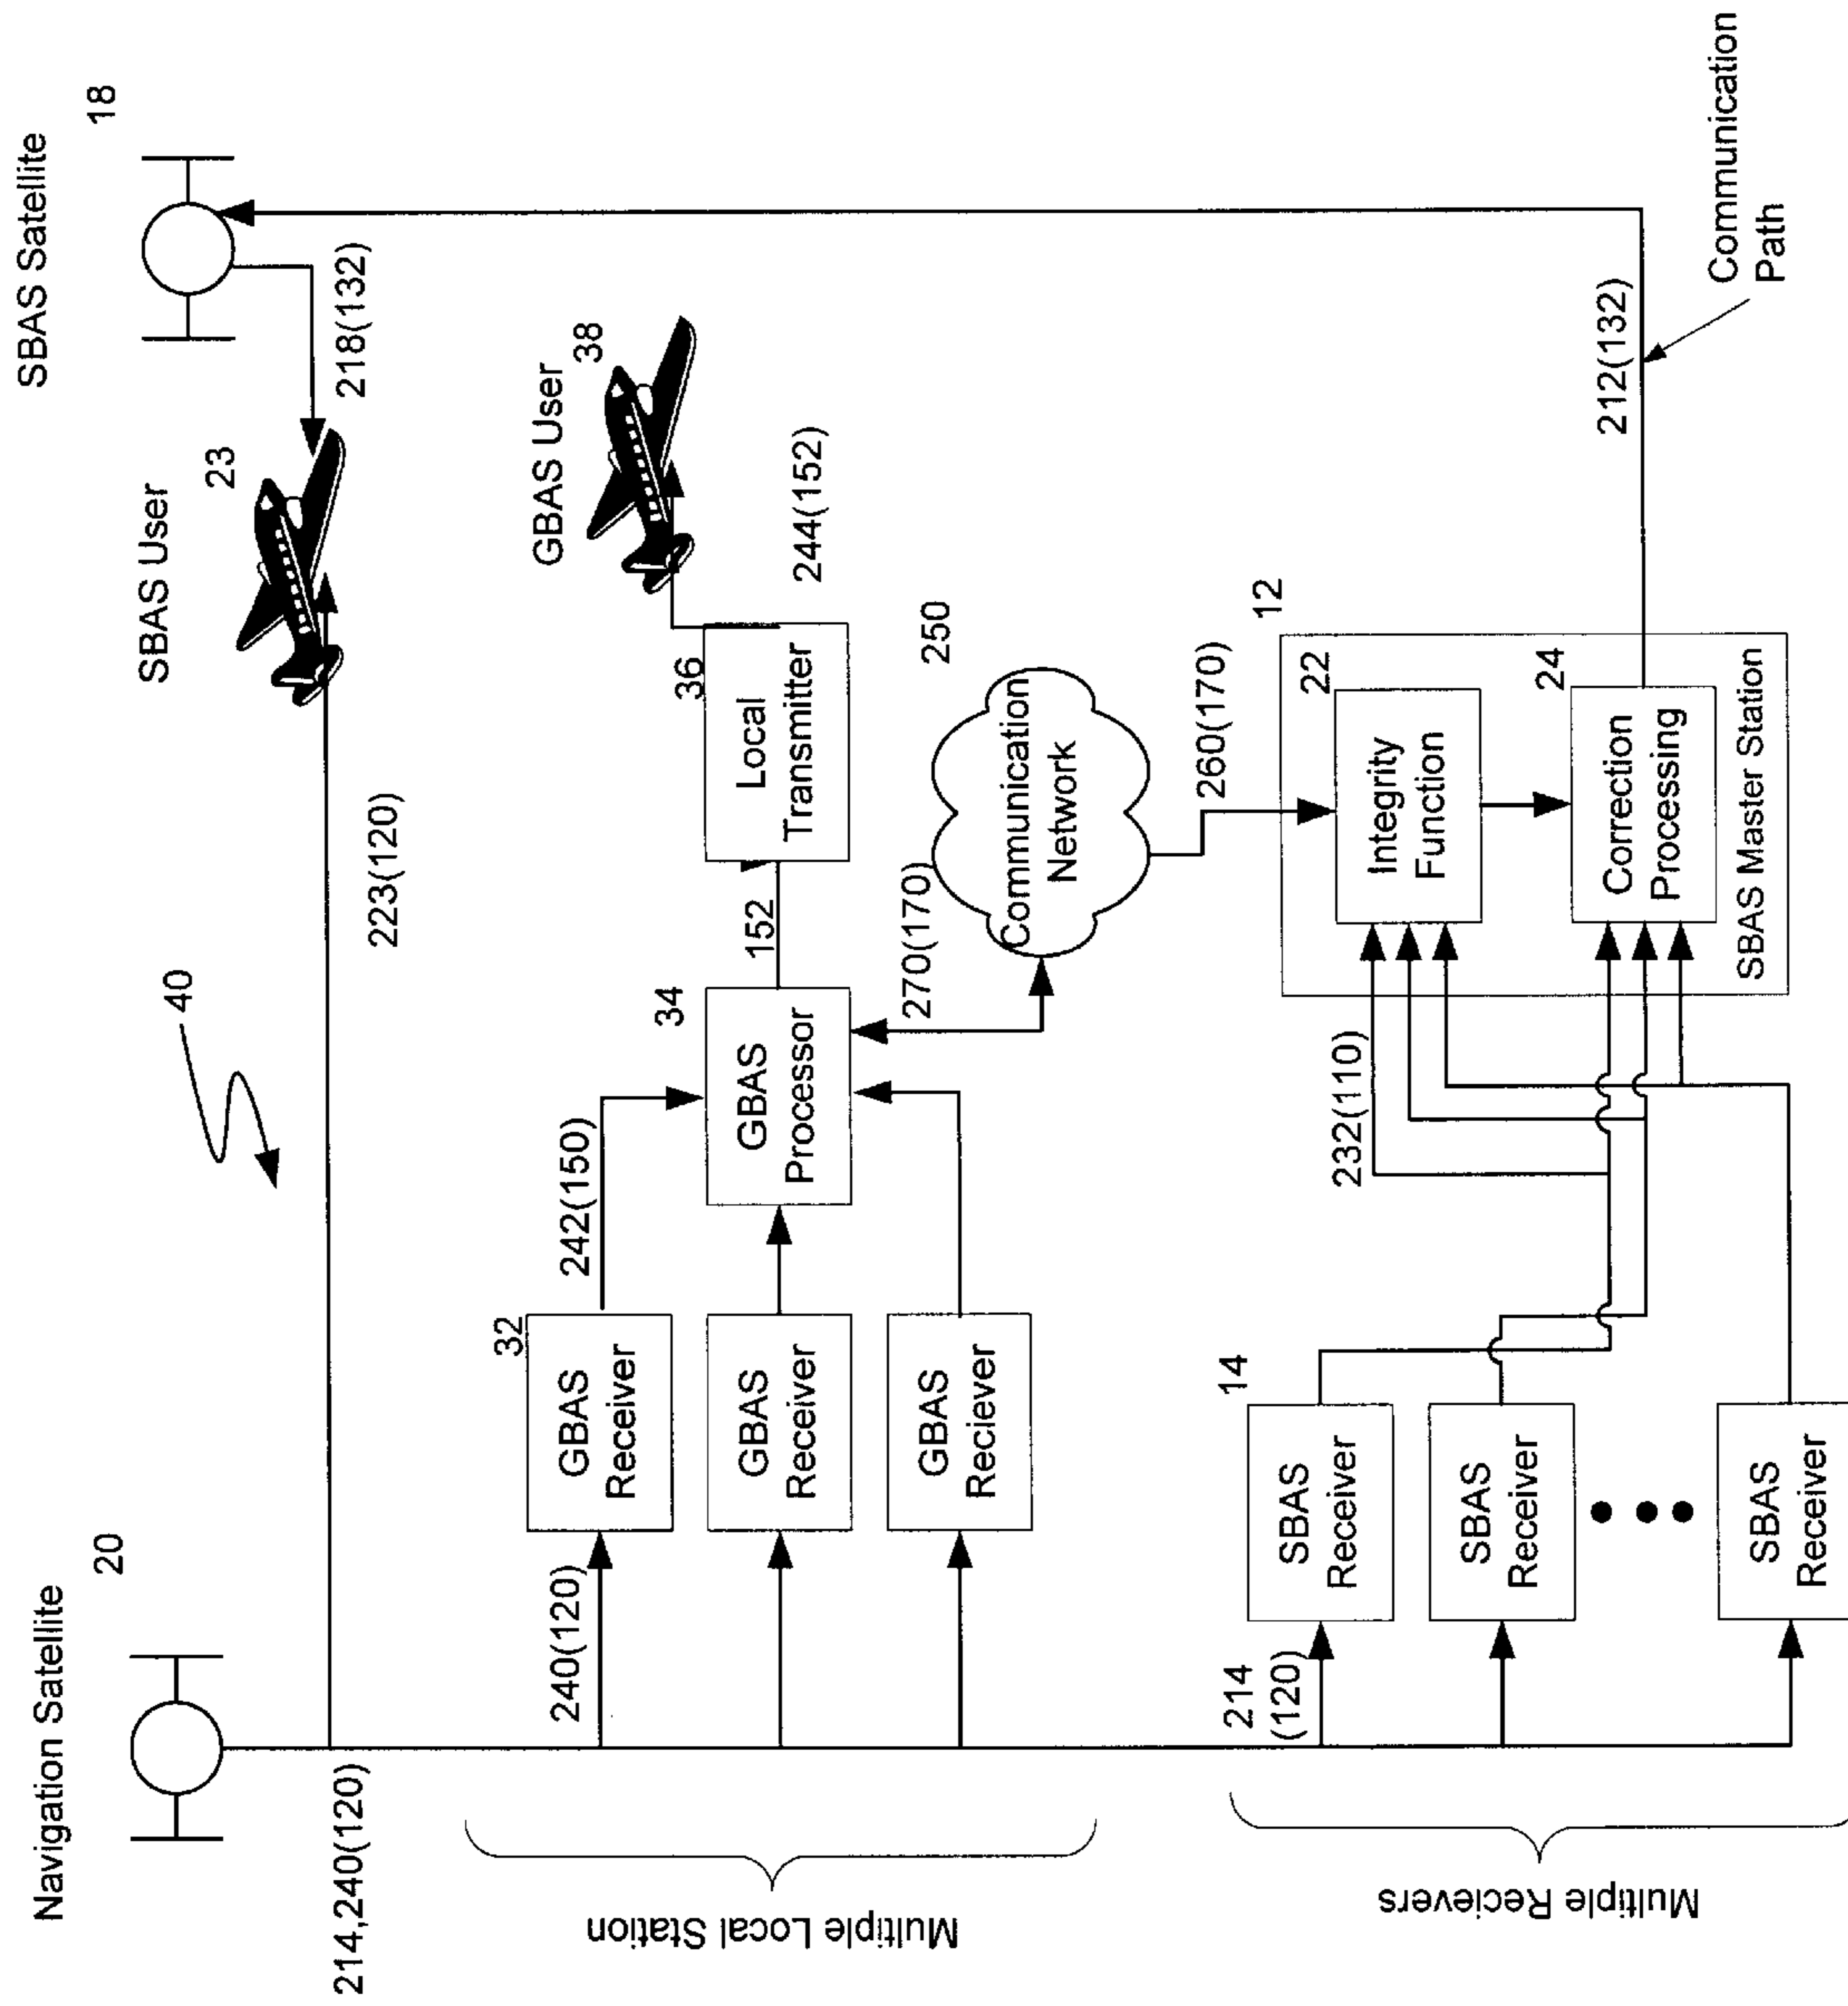 Navigation Satellite
20
SBAS Satellite
18
SBAS User
23
218(132)
40
223(120)
214,240(120)
GBAS User
38
244(152)
Multiple Local Station
240(120)
32
GBAS
Receiver
GBAS
Receiver
GBAS
Reciever
242(150)
34
GBAS
Processor
152
36
Local
Transmitter
270(170)
250
Communication
Network
260(170)
Multiple Recievers
214
(120)
14
SBAS
Receiver
SBAS
Receiver
SBAS
Receiver
232(110)
12
22
Integrity
Function
24
Correction
Processing
SBAS Master Station
212(132)
Communication
Path